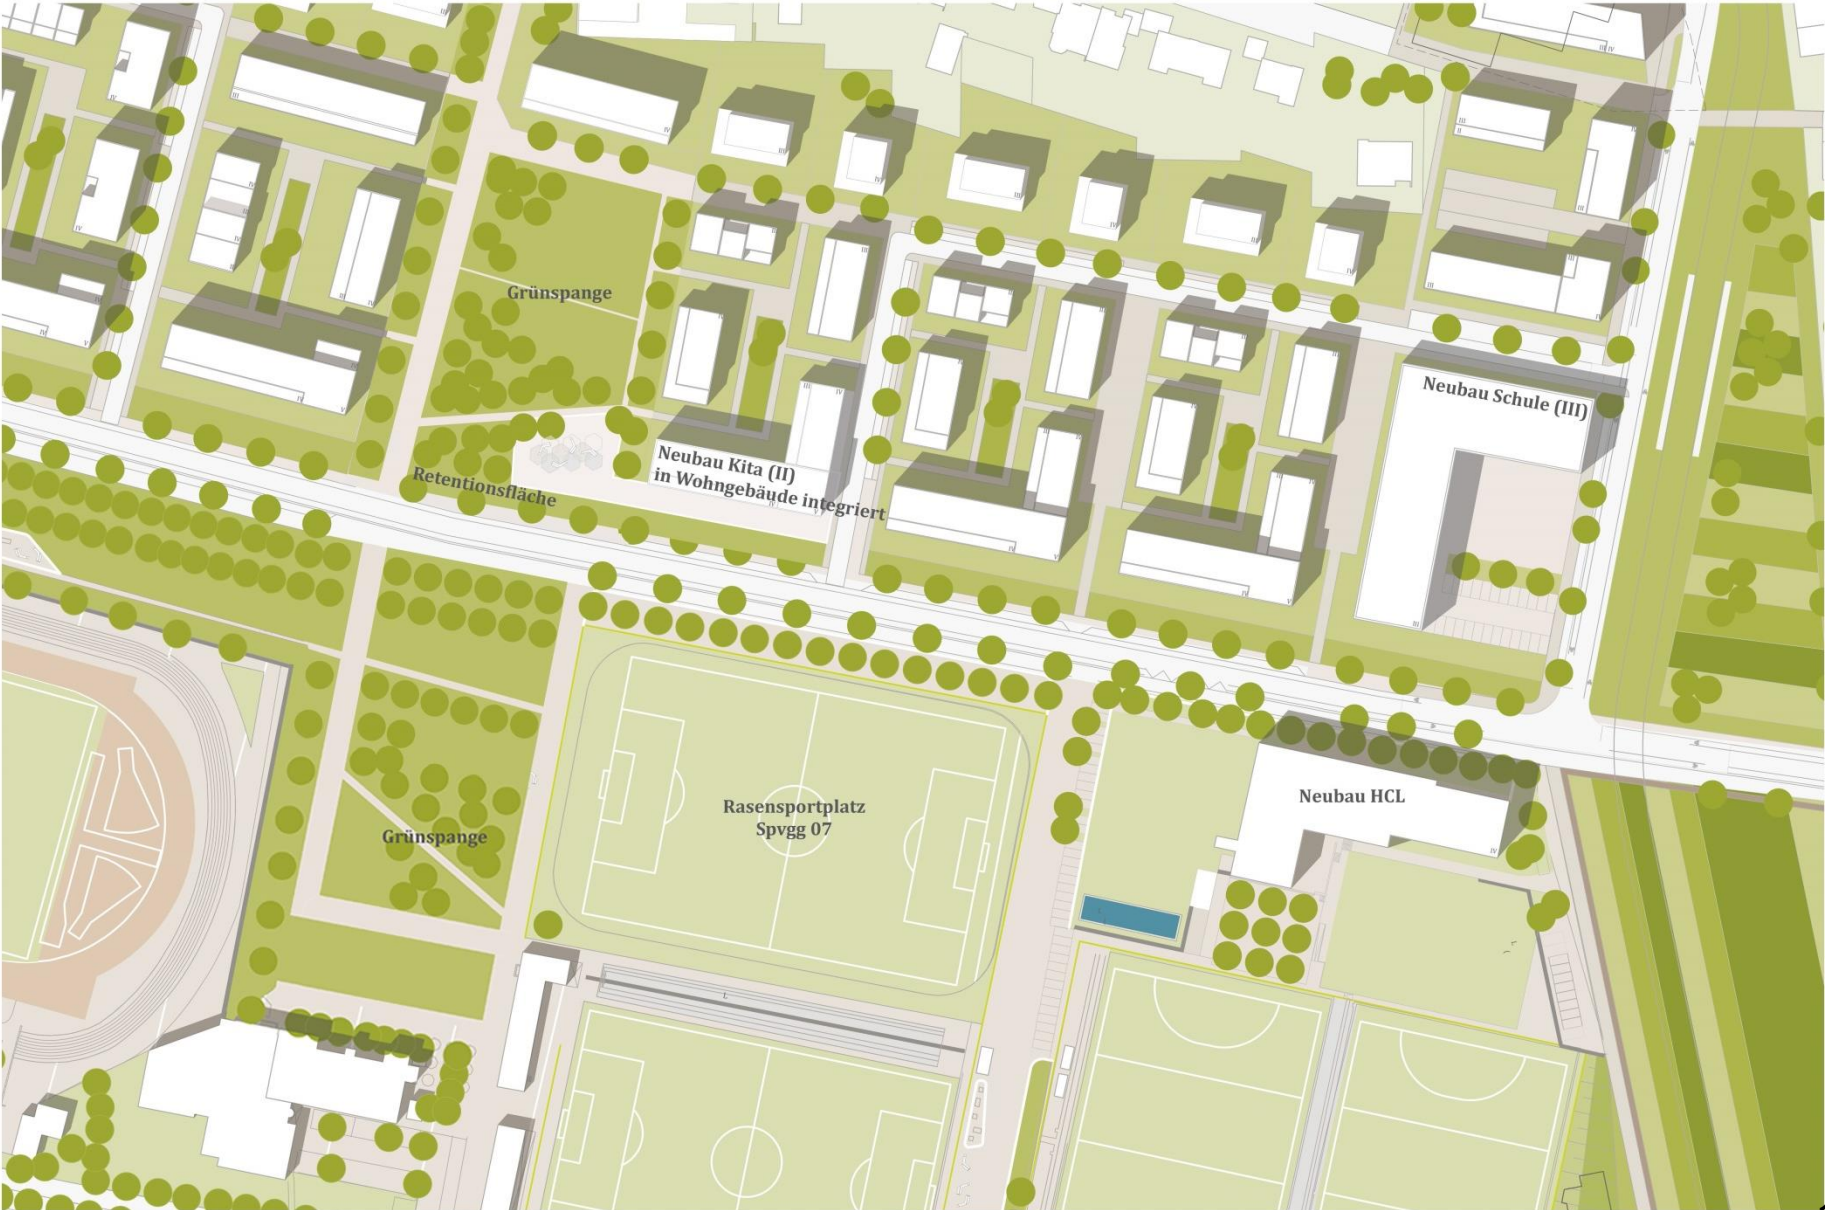 Grünspange
Neubau Schule (III)
Neubau Kita (II)
in Wohngebäude integriert
Retentionsfläche
Rasensportplatz
Spvgg 07
Neubau HCL
Grünspange